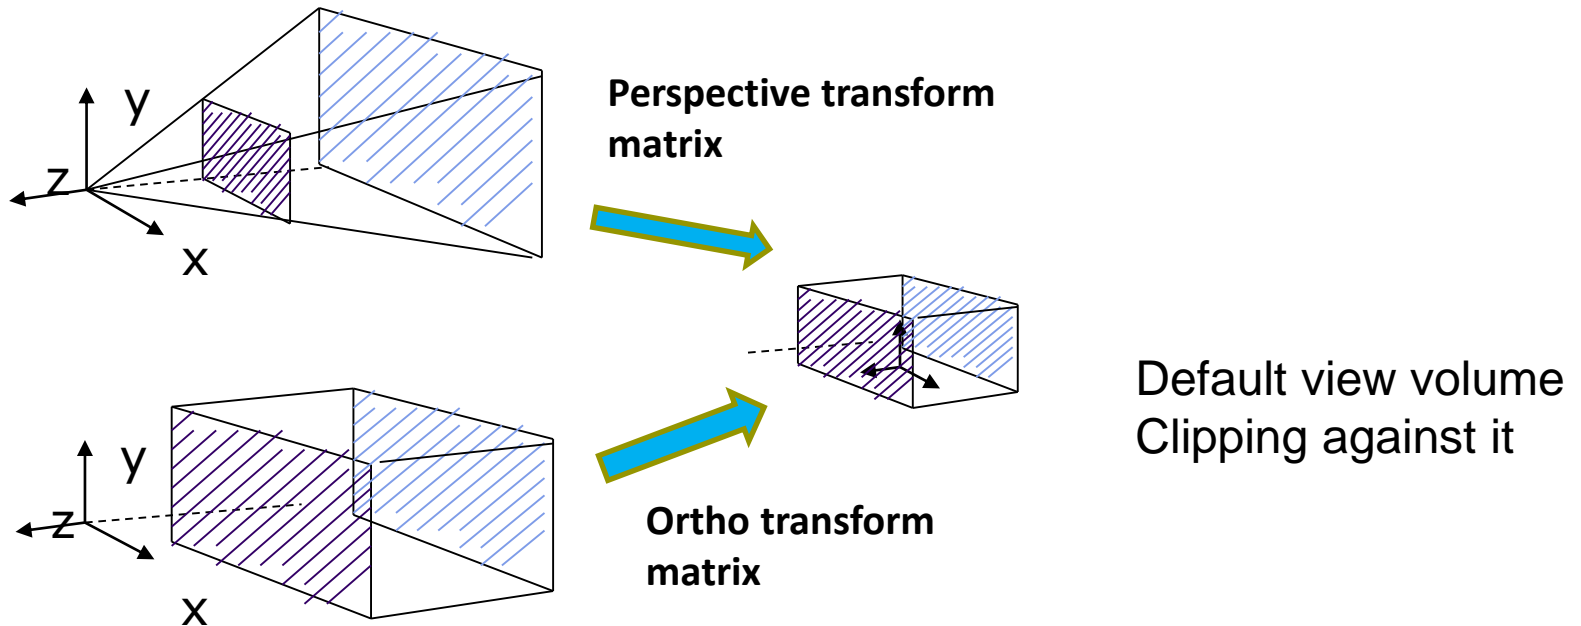 y
z
x
Perspective transform
matrix
y
z
x
Ortho transform
matrix
Default view volume
Clipping against it